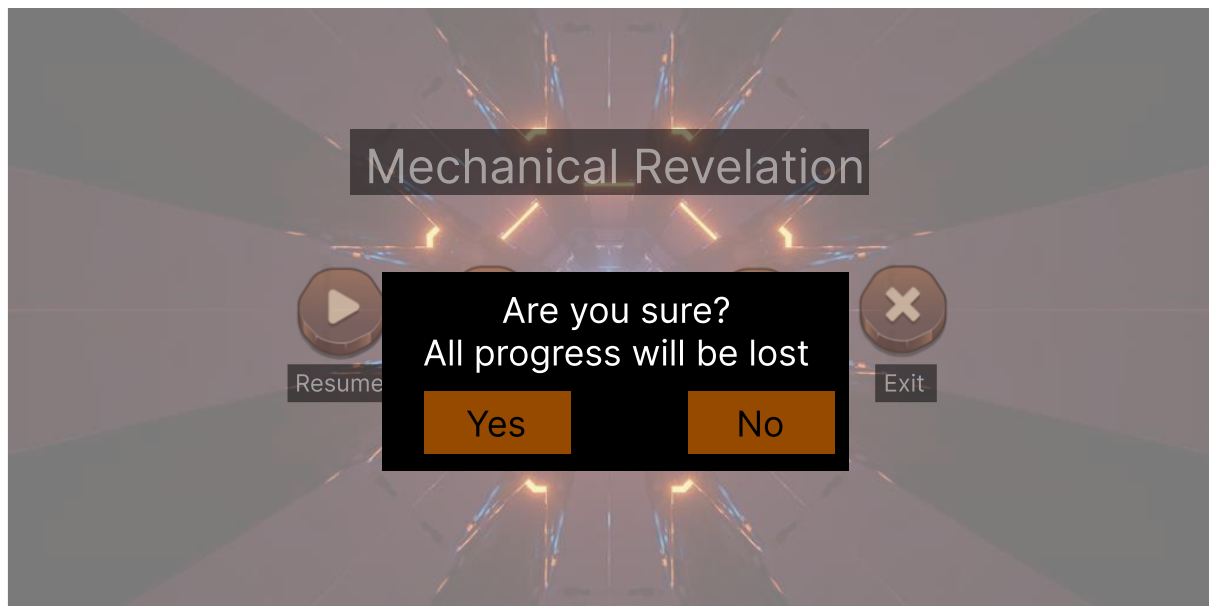 Mechanical Revelation
Are you sure?
All progress will be lost
Resume
Exit
Yes
No